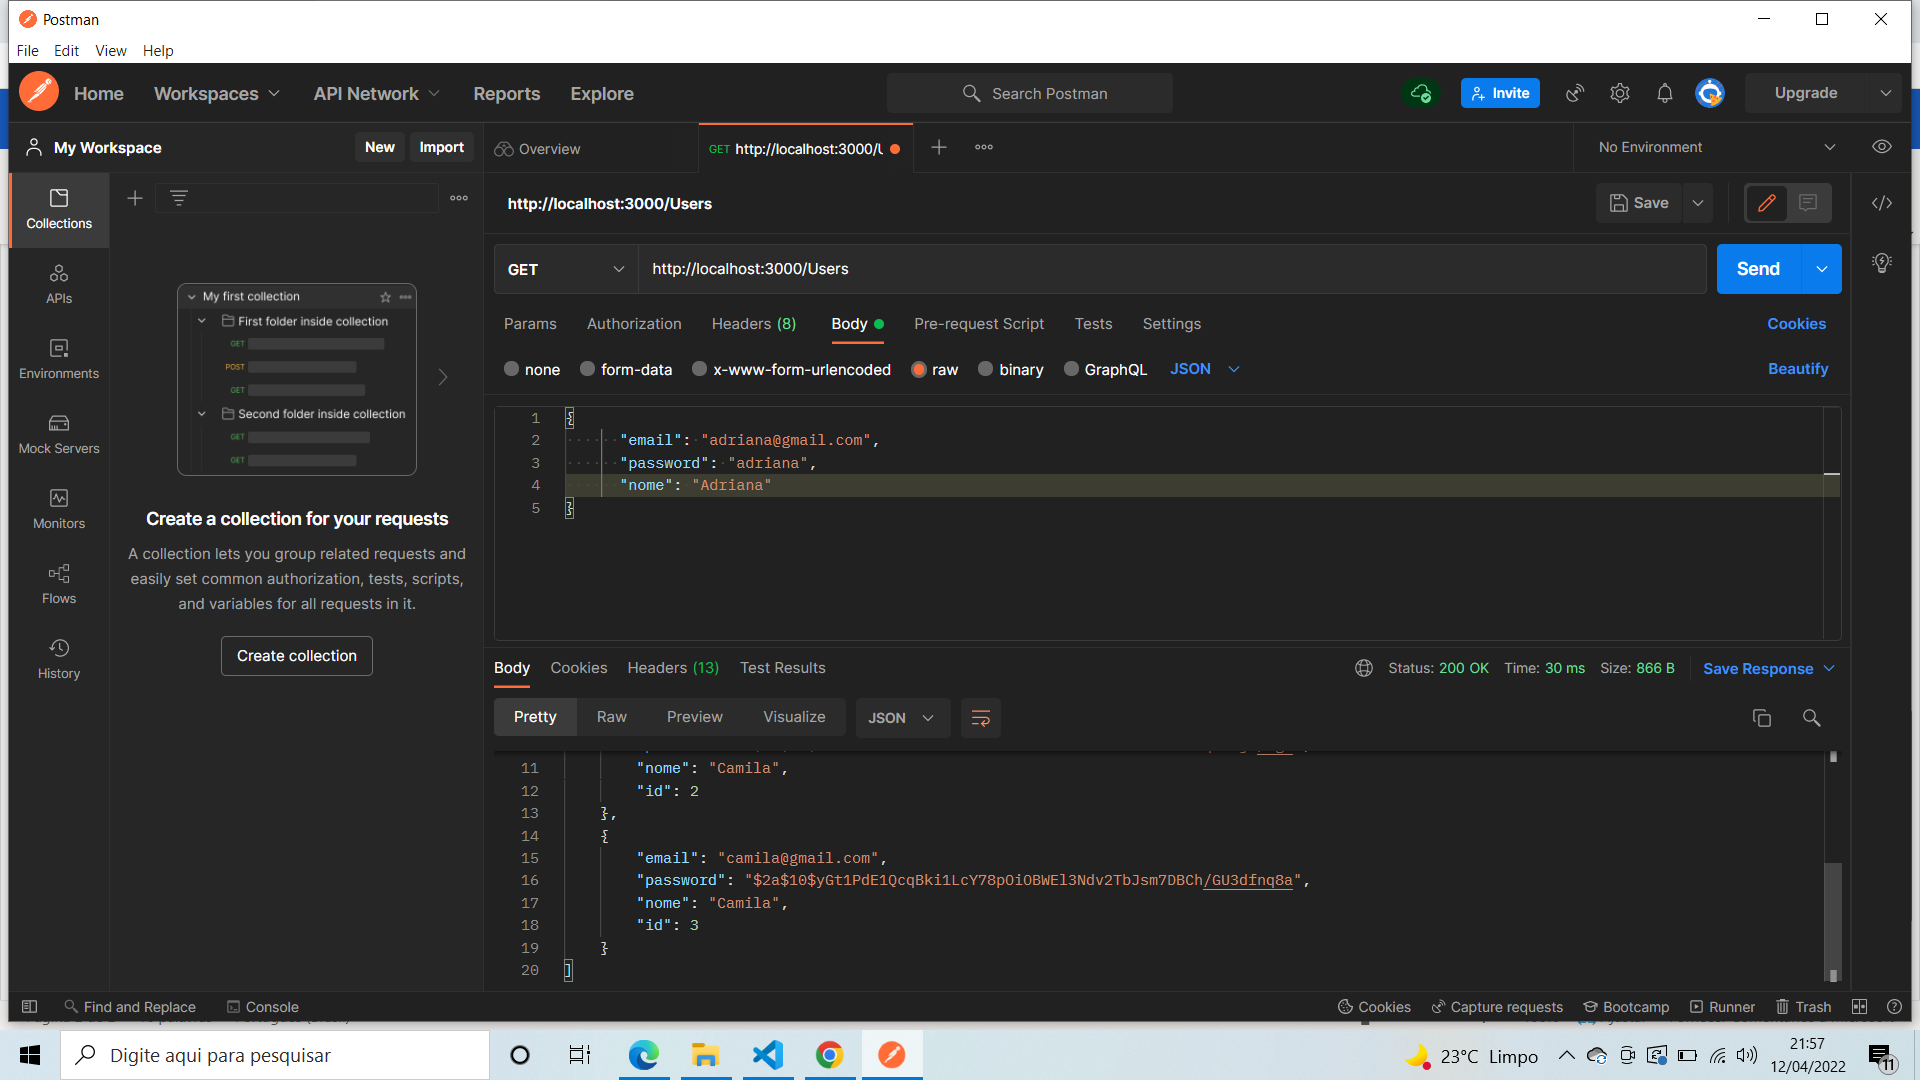 Postman
File Edit View Help
Home Workspaces API Network Reports Explore
Search Postman
Invite
Upgrade
My Workspace
New Import
Overview
GET http://localhost:3000/U
No Environment
Collections
APIs
Environments
Mock Servers
Monitors
Flows
History
My first collection
First folder inside collection
GET
POST
GET
Second folder inside collection
GET
GET
Create a collection for your requests
A collection lets you group related requests and
easily set common authorization, tests, scripts,
and variables for all requests in it.
Create collection
http://localhost:3000/Users
Save
GET http://localhost:3000/Users
Send
Params Authorization Headers (8) Body Pre-request Script Tests Settings
Cookies
none form-data x-www-form-urlencoded raw binary GraphQL JSON
Beautify
1 {
2 "email": "adriana@gmail.com",
3 "password": "adriana",
4 "nome": "Adriana"
5 }
Body Cookies Headers (13) Test Results
Status: 200 OK Time: 30 ms Size: 866 B Save Response
Pretty Raw Preview Visualize JSON
11 "nome": "Camila",
12 "id": 2
13 },
14 {
15 "email": "camila@gmail.com",
16 "password": "$2a$10$yGt1PdE1QcqBki1LcY78pOiOBWEl3Ndv2TbJsm7DBCh/GU3dfnq8a",
17 "nome": "Camila",
18 "id": 3
19 }
20 ]
Find and Replace Console
Cookies Capture requests Bootcamp Runner Trash
Digite aqui para pesquisar
23°C Limpo
21:57
12/04/2022
11